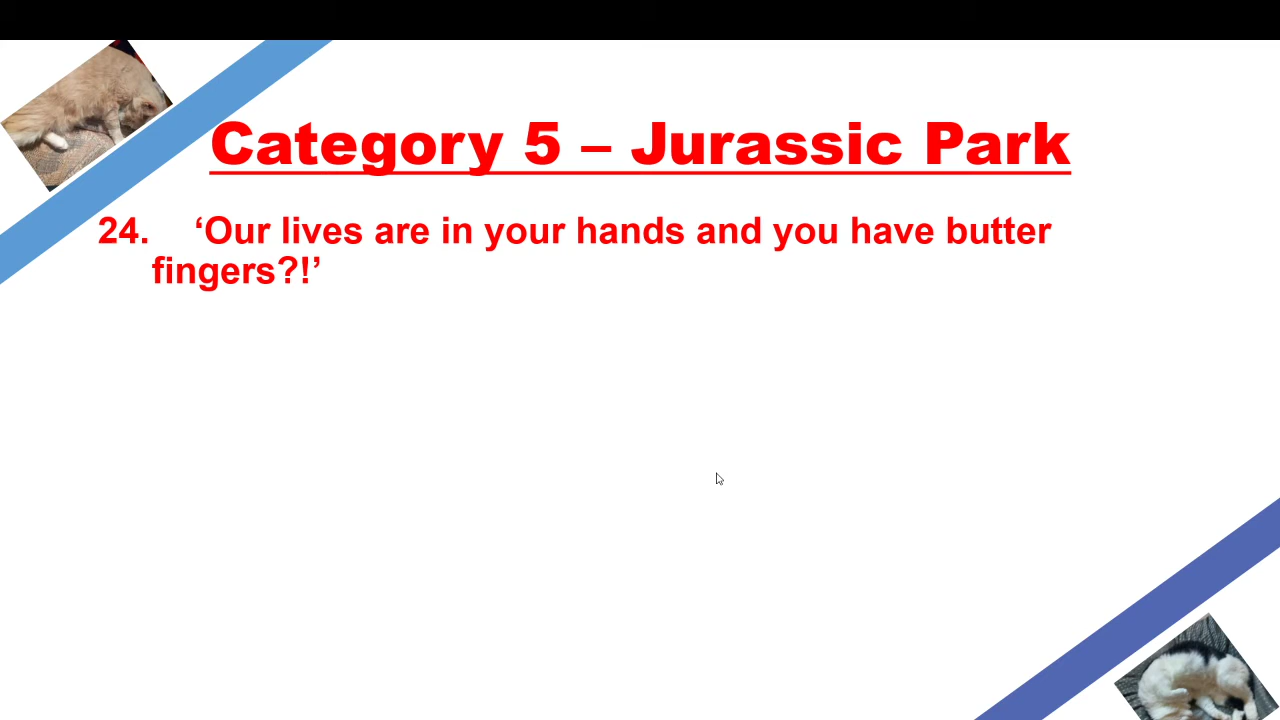 Category 5 – Jurassic Park
24. ‘Our lives are in your hands and you have butter
fingers?!’